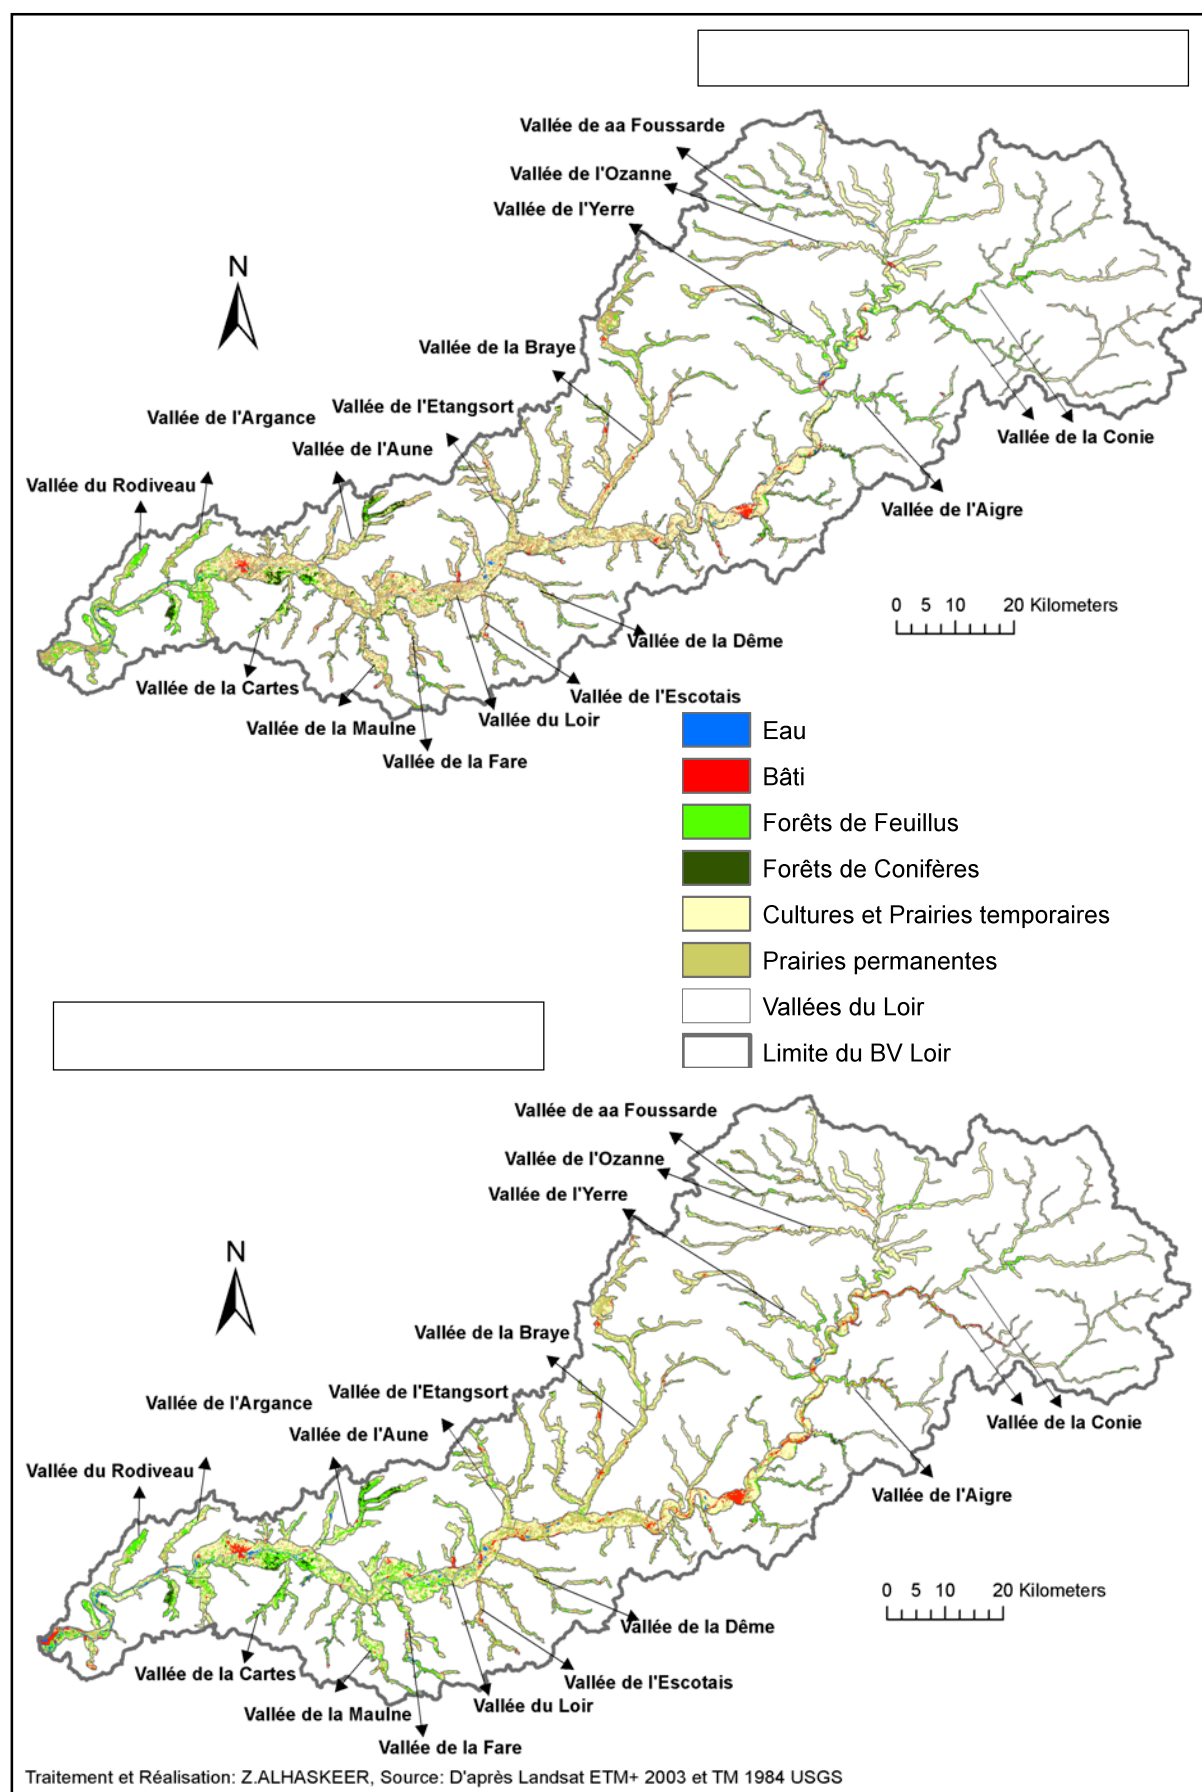 Vallée de aa Foussarde
Vallée de l'Ozanne
Vallée de l'Yerre
N
Vallée de la Braye
Vallée de l'Etangsort
Vallée de l'Argance
Vallée de l'Aune
Vallée de la Conie
Vallée du Rodiveau
Vallée de l'Aigre
0 5 10 20 Kilometers
Vallée de la Dême
Vallée de la Cartes
Vallée de l'Escotais
Vallée du Loir
Vallée de la Maulne
Vallée de la Fare
Eau
Bâti
Forêts de Feuillus
Forêts de Conifères
Cultures et Prairies temporaires
Prairies permanentes
Vallées du Loir
Limite du BV Loir
Vallée de aa Foussarde
Vallée de l'Ozanne
Vallée de l'Yerre
N
Vallée de la Braye
Vallée de l'Etangsort
Vallée de l'Argance
Vallée de l'Aune
Vallée de la Conie
Vallée du Rodiveau
Vallée de l'Aigre
0 5 10 20 Kilometers
Vallée de la Dême
Vallée de la Cartes
Vallée de l'Escotais
Vallée du Loir
Vallée de la Maulne
Vallée de la Fare
Traitement et Réalisation: Z.ALHASKEER, Source: D'après Landsat ETM+ 2003 et TM 1984 USGS